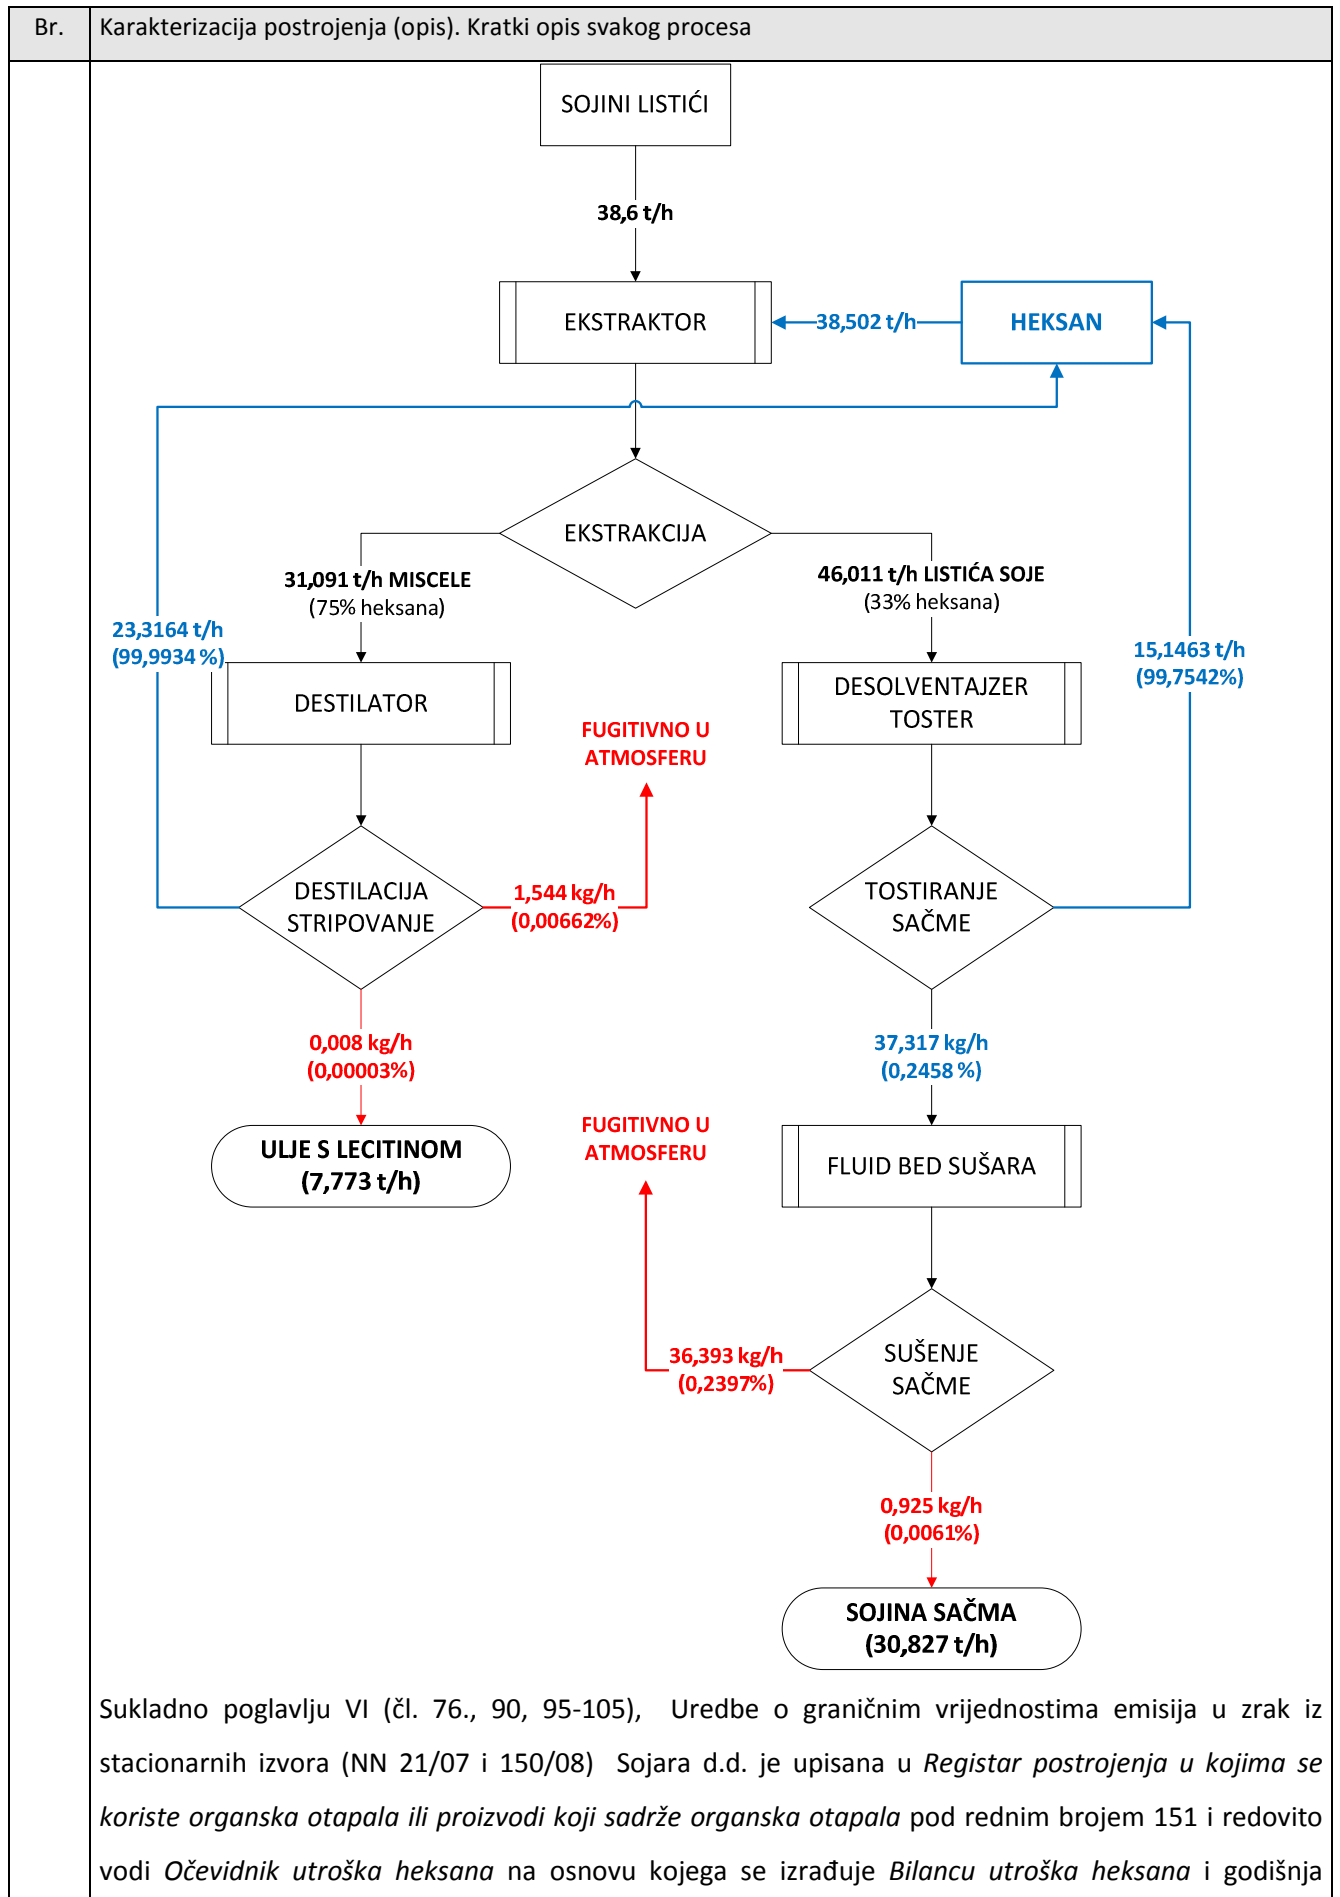 Br.
Karakterizacija postrojenja (opis). Kratki opis svakog procesa
SOJINI LISTIĆI
38,6 t/h
EKSTRAKTOR
38,502 t/h
HEKSAN
EKSTRAKCIJA
31,091 t/h MISCELE
(75% heksana)
46,011 t/h LISTIĆA SOJE
(33% heksana)
23,3164 t/h
(99,9934 %)
15,1463 t/h
(99,7542%)
DESTILATOR
DESOLVENTAJZER
TOSTER
FUGITIVNO U
ATMOSFERU
DESTILACIJA
STRIPOVANJE
1,544 kg/h
(0,00662%)
TOSTIRANJE
SAČME
0,008 kg/h
(0,00003%)
37,317 kg/h
(0,2458 %)
ULJE S LECITINOM
(7,773 t/h)
FUGITIVNO U
ATMOSFERU
FLUID BED SUŠARA
36,393 kg/h
(0,2397%)
SUŠENJE
SAČME
0,925 kg/h
(0,0061%)
SOJINA SAČMA
(30,827 t/h)
Sukladno poglavlju VI (čl. 76., 90, 95-105), Uredbe o graničnim vrijednostima emisija u zrak iz
stacionarnih izvora (NN 21/07 i 150/08) Sojara d.d. je upisana u Registar postrojenja u kojima se
koriste organska otapala ili proizvodi koji sadrže organska otapala pod rednim brojem 151 i redovito
vodi Očevidnik utroška heksana na osnovu kojega se izrađuje Bilancu utroška heksana i godišnja